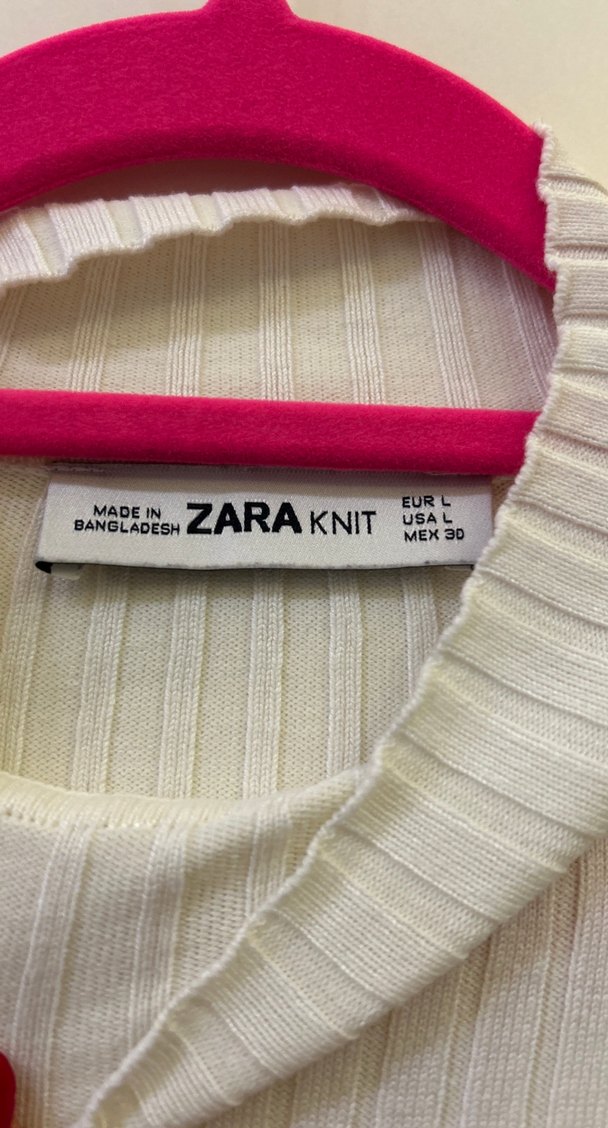 MADE IN
BANGLADESH
ZARA KNIT
EUR L
USA L
MEX 30